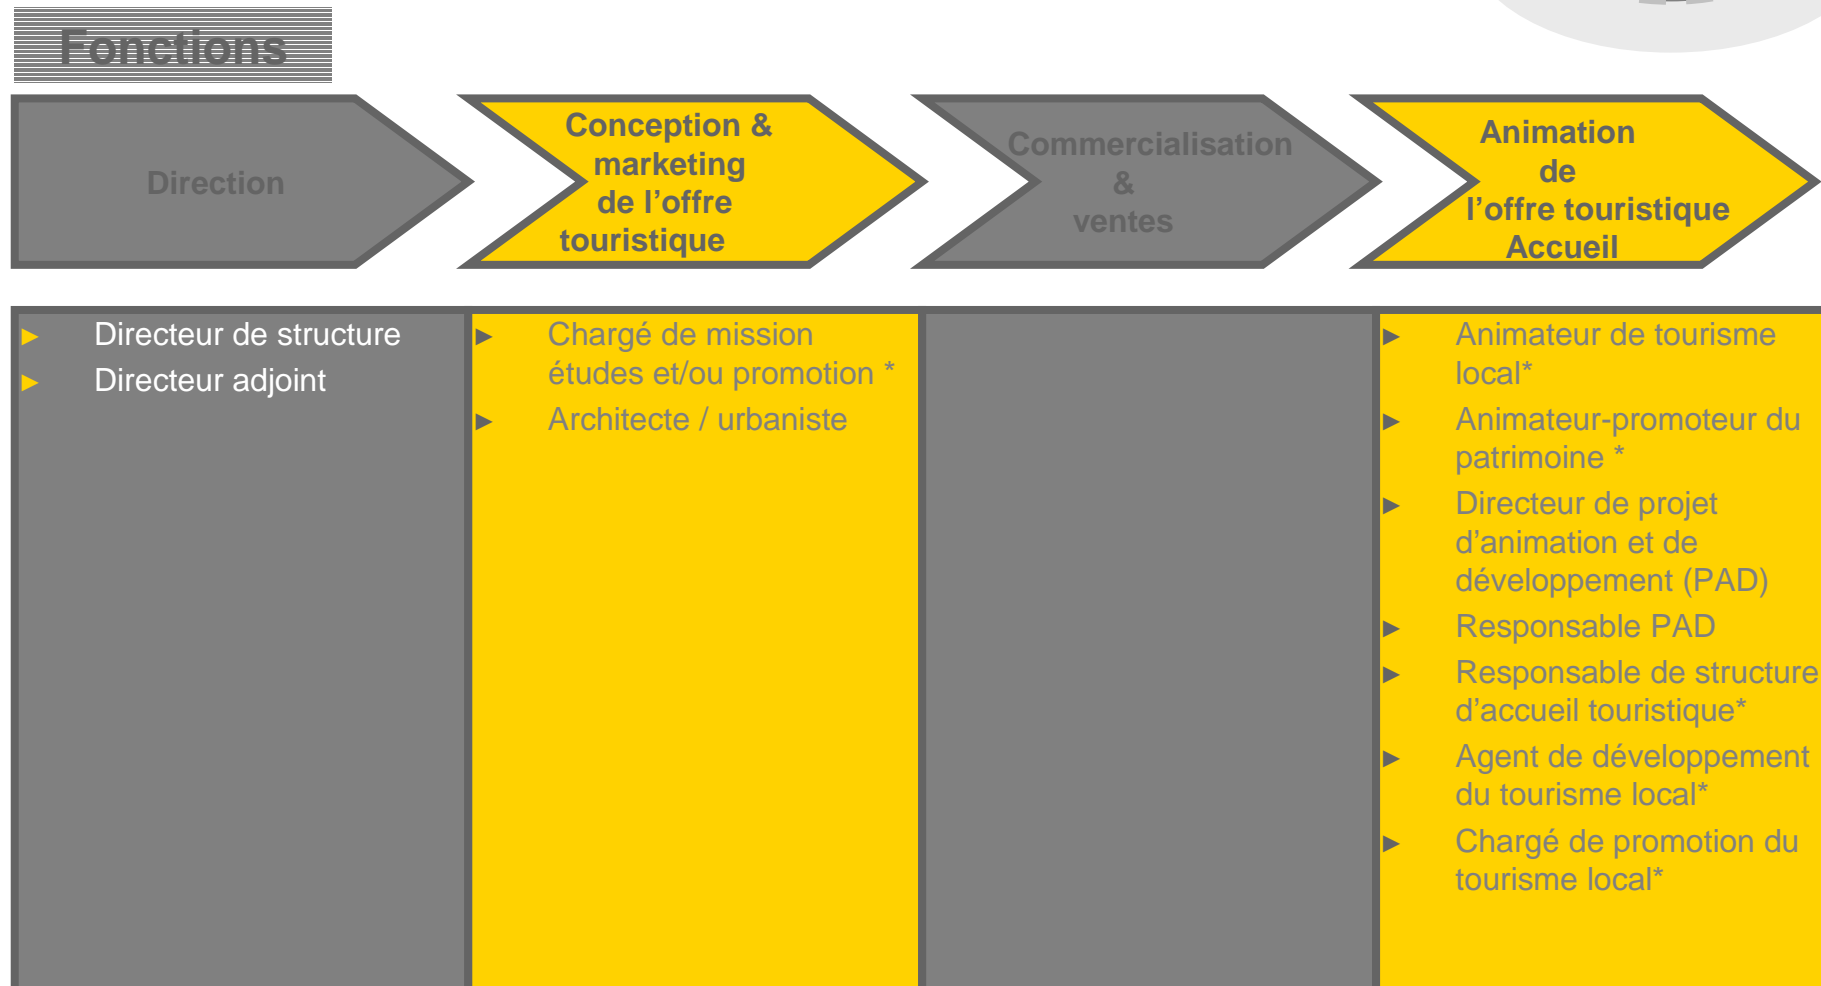 Fonctions
Direction
Conception &
marketing
de l’offre
touristique
Commercialisation
&
ventes
Animation
de
l’offre touristique
Accueil
► Directeur de structure
► Directeur adjoint
► Chargé de mission
études et/ou promotion *
► Architecte / urbaniste
► Animateur de tourisme
local*
► Animateur-promoteur du
patrimoine *
► Directeur de projet
d’animation et de
développement (PAD)
► Responsable PAD
► Responsable de structure
d’accueil touristique*
► Agent de développement
du tourisme local*
► Chargé de promotion du
tourisme local*